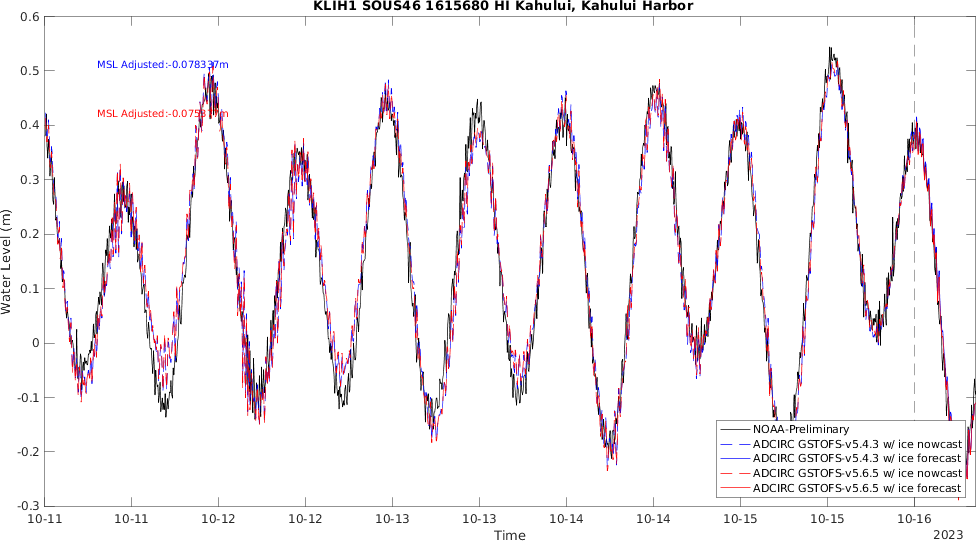 KLIH1 SOUS46 1615680 HI Kahului, Kahului Harbor
0.6
0.5
0.4
0.3
0.2
0.1
0
-0.1
-0.2
-0.3
Water Level (m)
MSL Adjusted:-0.078337m
MSL Adjusted:
NOAA-Preliminary
ADCIRC GSTOFS-v5.4.3 w/ ice nowcast
ADCIRC GSTOFS-v5.4.3 w/ ice forecast
ADCIRC GSTOFS-v5.6.5 w/ ice nowcast
ADCIRC GSTOFS-v5.6.5 w/ ice forecast
10-11 10-11 10-12 10-12 10-13 10-13 10-14 10-14 10-15 10-15 10-16
Time
2023